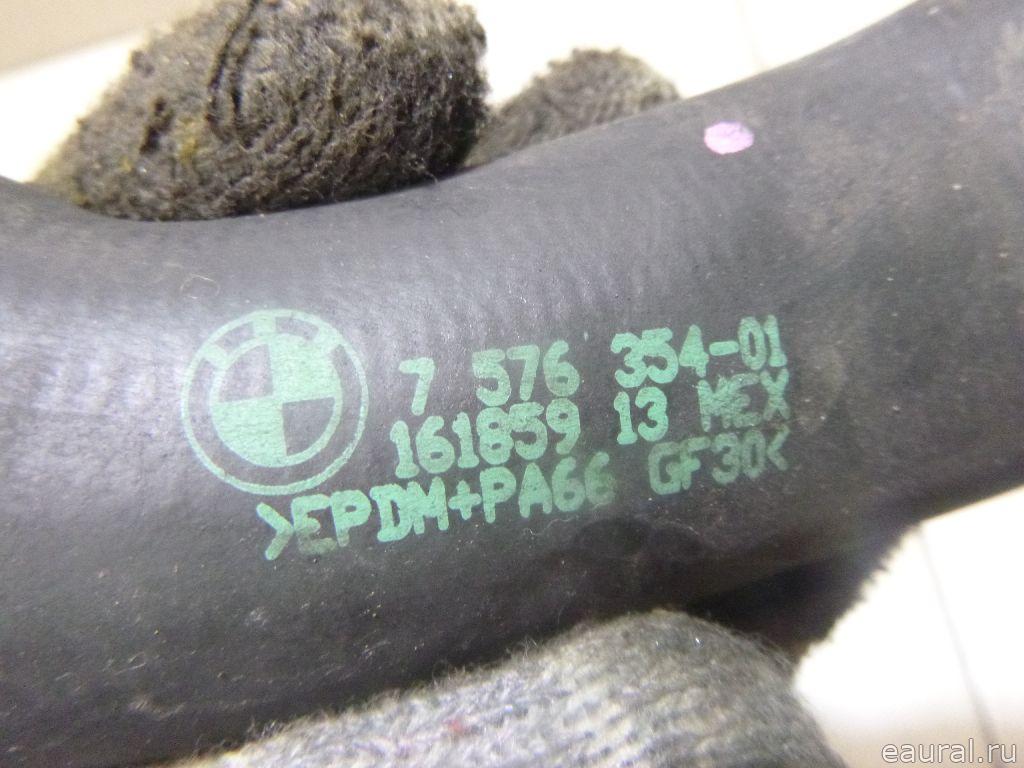 7 576 354-01
161859 13 MEX
>EPDM+PA66 GF30<
eaural.ru